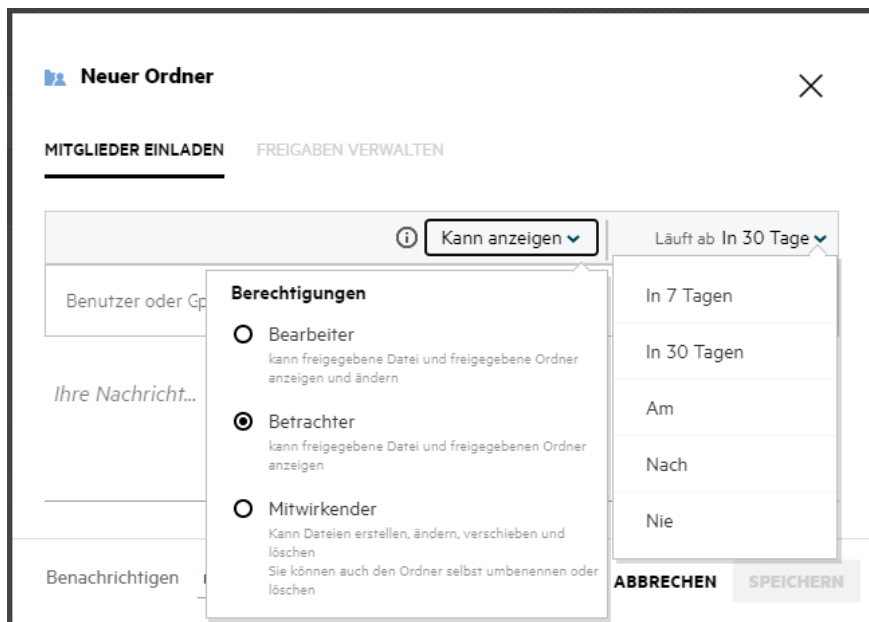 Neuer Ordner
MITGLIEDER EINLADEN FREIGABEN VERWALTEN
Kann anzeigen Läuft ab In 30 Tage
Benutzer oder
Ihre Nachricht...
Berechtigungen
Bearbeiter
kann freigegebene Datei und freigegebene Ordner
anzeigen und ändern
Betrachter
kann freigegebene Datei und freigegebenen Ordner
anzeigen
Mitwirkender
Kann Dateien erstellen, ändern, verschieben und
löschen
Sie können auch den Ordner selbst umbenennen oder
löschen
In 7 Tagen
In 30 Tagen
Am
Nach
Nie
Benachrichtigen
ABBRECHEN SPEICHERN